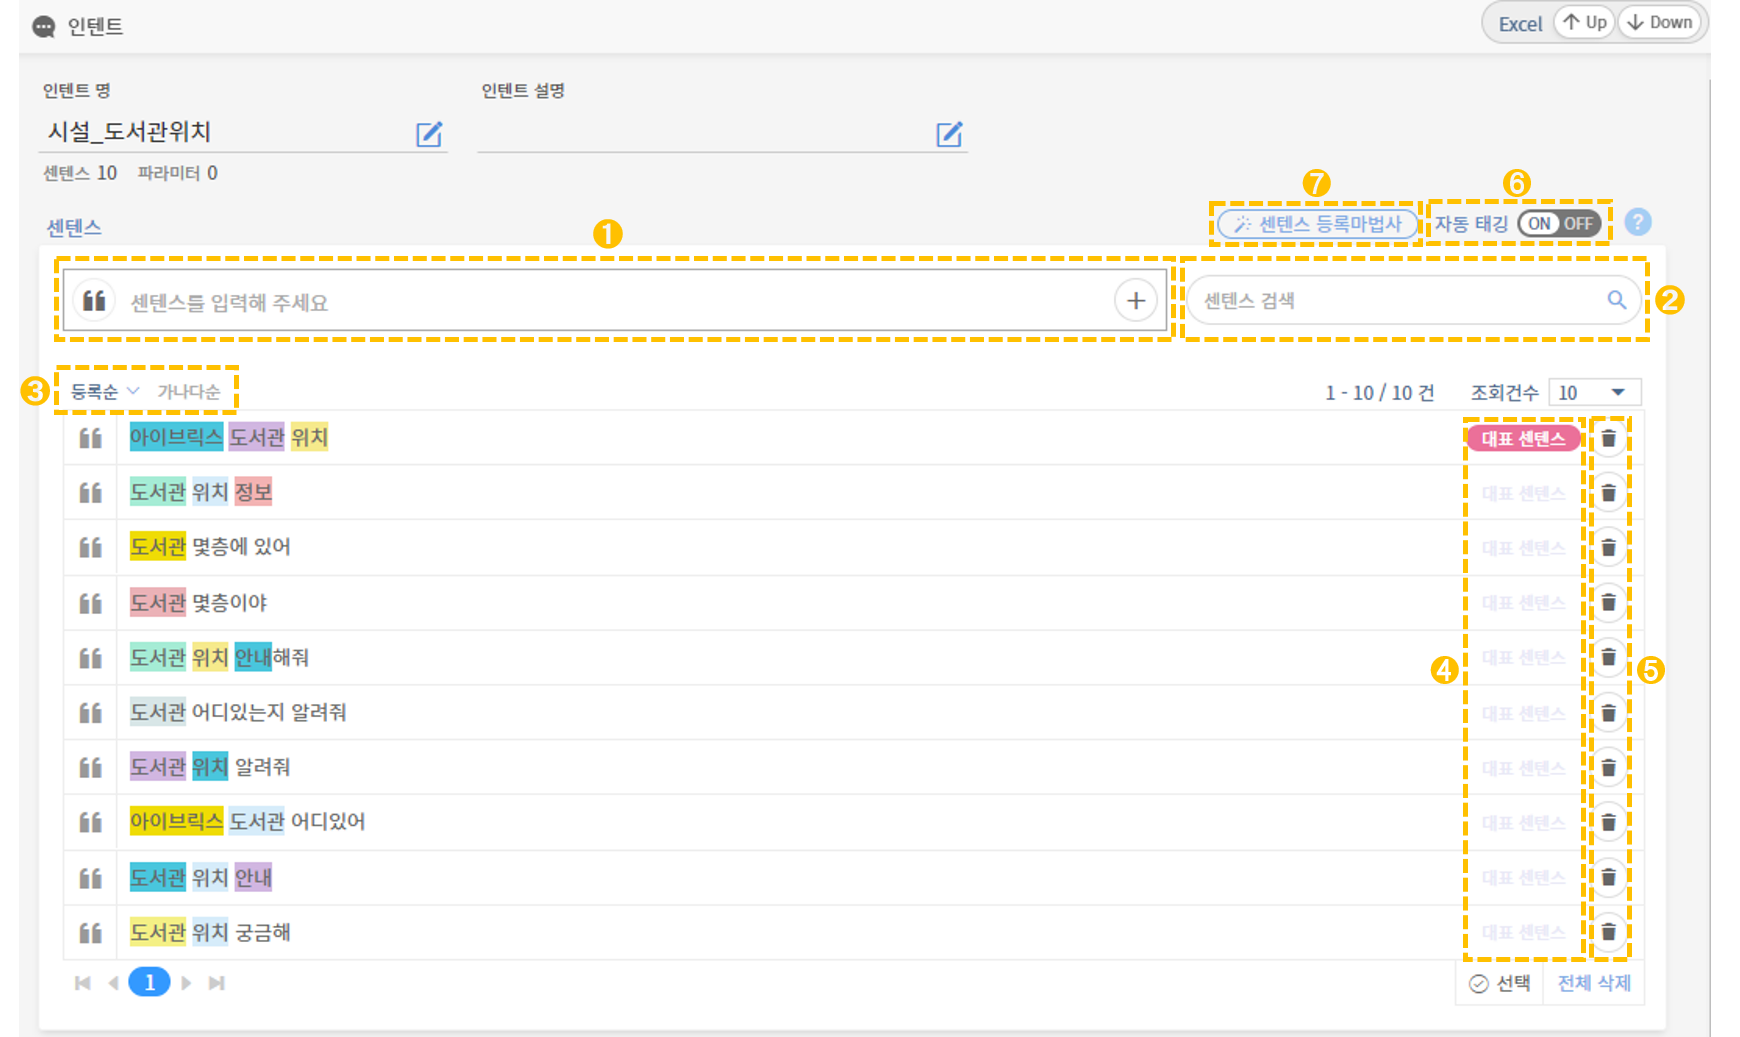 인텐트
Excel Up Down
인텐트 명
인텐트 설명
시설_도서관위치
센텐스 10 파라미터 0
7
6
센텐스
1
센텐스 등록마법사
자동 태깅 ON OFF ?
센텐스를 입력해 주세요
센텐스 검색
2
3
등록순 가나다순
1 - 10 / 10 건 조회건수 10
아이브릭스 도서관 위치 대표 센텐스
도서관 위치 정보 대표 센텐스
도서관 몇층에 있어 대표 센텐스
도서관 몇층이야 대표 센텐스
도서관 위치 안내해줘 대표 센텐스
4
5
도서관 어디있는지 알려줘 대표 센텐스
도서관 위치 알려줘 대표 센텐스
아이브릭스 도서관 어디있어 대표 센텐스
도서관 위치 안내 대표 센텐스
도서관 위치 궁금해 대표 센텐스
1
선택 전체 삭제